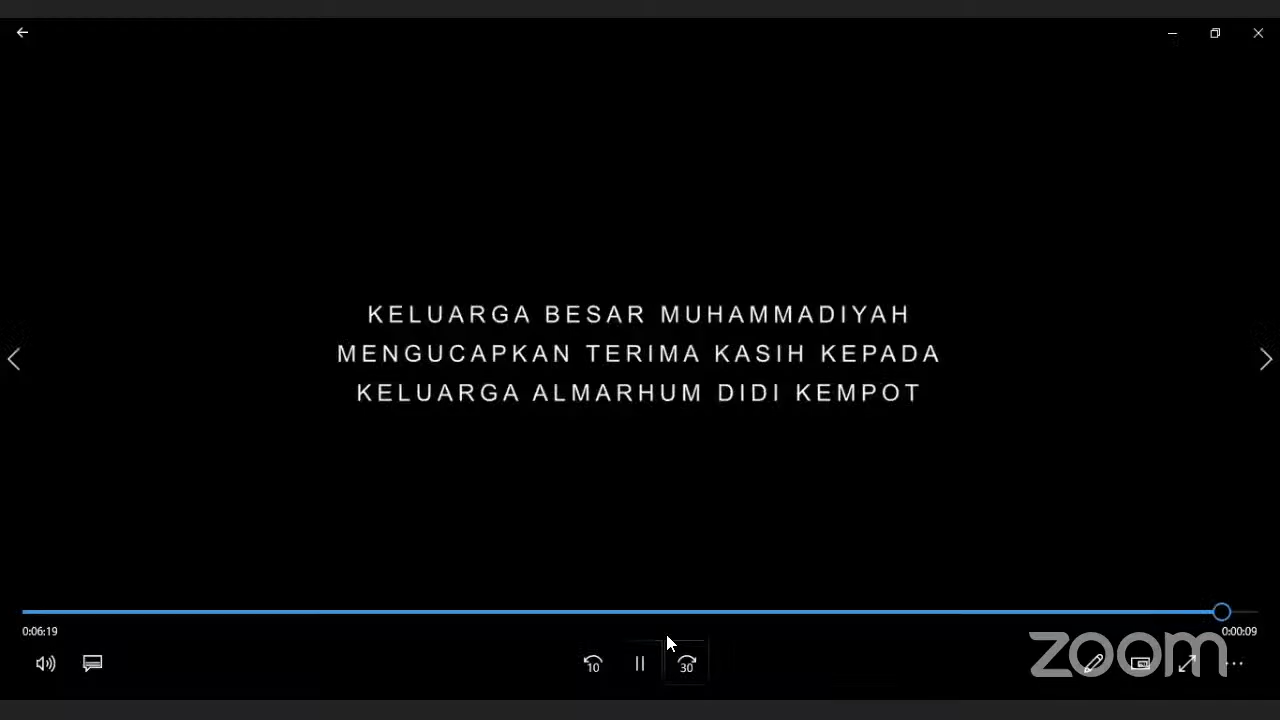 KELUARGA BESAR MUHAMMADIYAH
MENGUCAPKAN TERIMA KASIH KEPADA
KELUARGA ALMARHUM DIDI KEMPOT
0:06:19
0:00:09
10
30
zoom